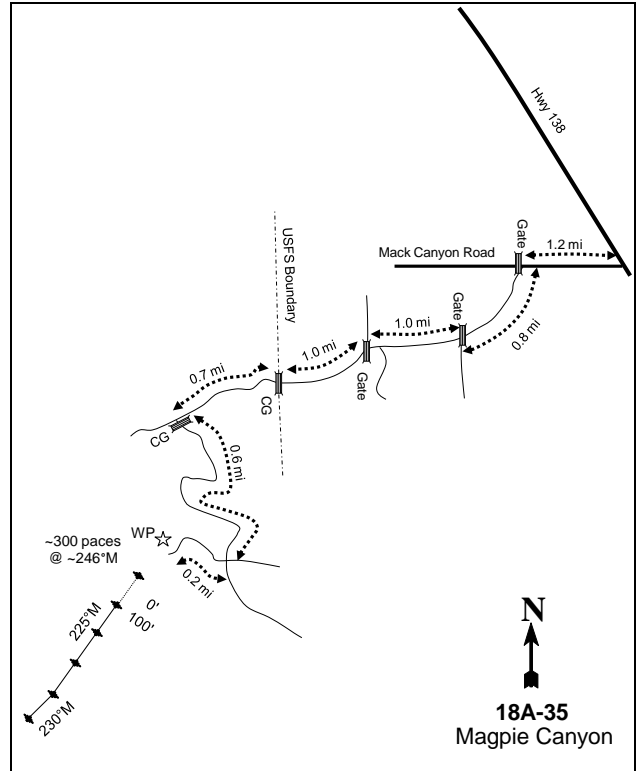 Hwy 138
Gate
1.2 mi
Mack Canyon Road
USFS Boundary
Gate
1.0 mi
0.8 mi
1.0 mi
Gate
0.7 mi
CG
CG
0.6 mi
WP
~300 paces
@ ~246°M
0.2 mi
0'
225°M
100'
230°M
N
18A-35
Magpie Canyon